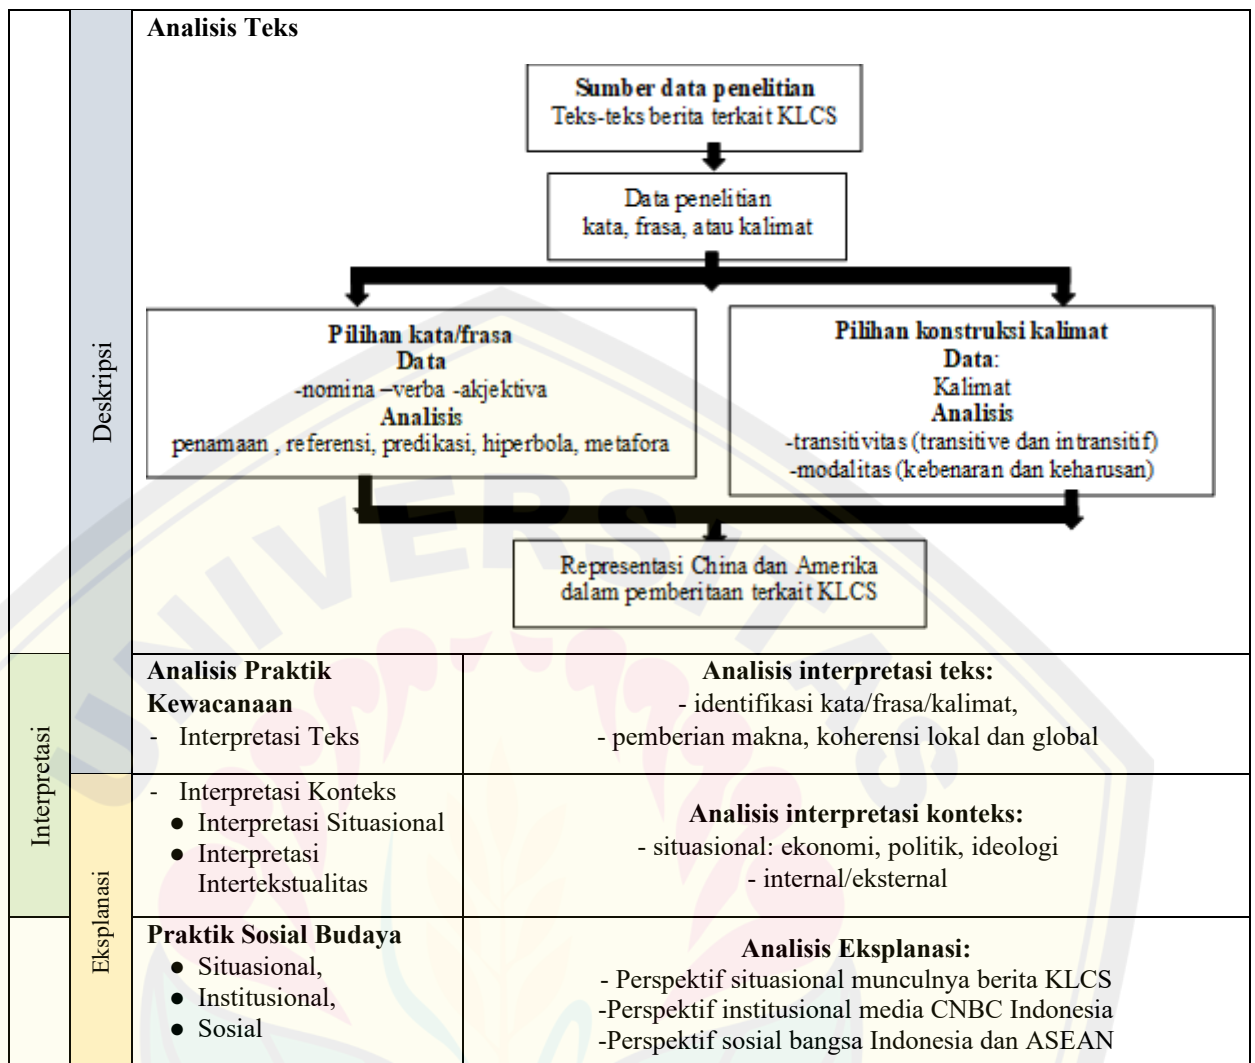 Analisis Teks
Sumber data penelitian
Teks-teks berita terkait KLCS
Data penelitian
kata, frasa, atau kalimat
Pilihan kata/frasa
Data
-nomina –verba -akjektiva
Analisis
penamaan , referensi, predikasi, hiperbola, metafora
Pilihan konstruksi kalimat
Data:
Kalimat
Analisis
-transitivitas (transitive dan intransitif)
-modalitas (kebenaran dan keharusan)
Representasi China dan Amerika
dalam pemberitaan terkait KLCS
Deskripsi
Interpretasi
Analisis Praktik
Kewacanaan
- Interpretasi Teks
Analisis interpretasi teks:
- identifikasi kata/frasa/kalimat,
- pemberian makna, koherensi lokal dan global
Eksplanasi
- Interpretasi Konteks
● Interpretasi Situasional
● Interpretasi
Intertekstualitas
Analisis interpretasi konteks:
- situasional: ekonomi, politik, ideologi
- internal/eksternal
Praktik Sosial Budaya
● Situasional,
● Institusional,
● Sosial
Analisis Eksplanasi:
- Perspektif situasional munculnya berita KLCS
-Perspektif institusional media CNBC Indonesia
-Perspektif sosial bangsa Indonesia dan ASEAN
UNIVERSITAS